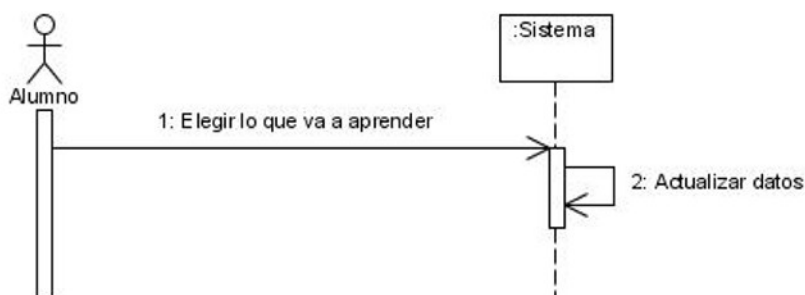 :Sistema
Alumno
1: Elegir lo que va a aprender
2: Actualizar datos